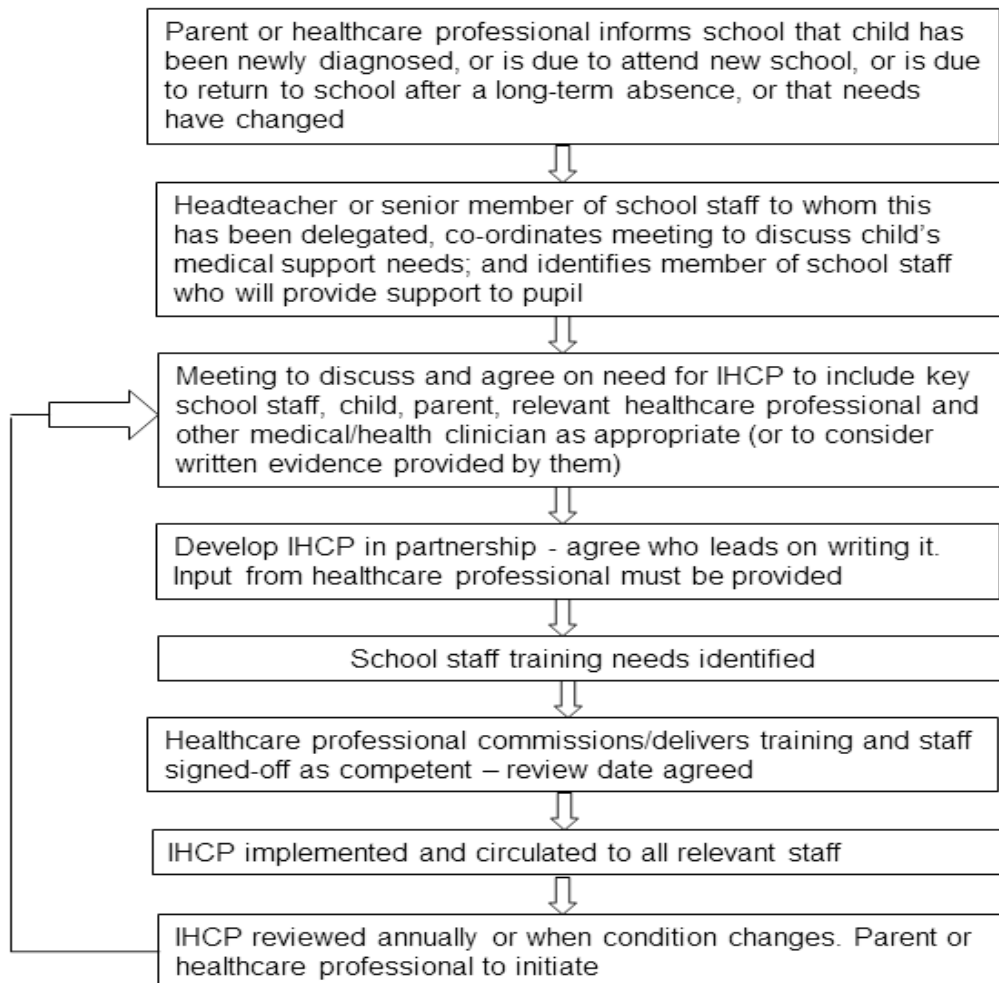 Parent or healthcare professional informs school that child has
been newly diagnosed, or is due to attend new school, or is due
to return to school after a long-term absence, or that needs
have changed
Headteacher or senior member of school staff to whom this
has been delegated, co-ordinates meeting to discuss child's
medical support needs; and identifies member of school staff
who will provide support to pupil
Meeting to discuss and agree on need for IHCP to include key
school staff, child, parent, relevant healthcare professional and
other medical/health clinician as appropriate (or to consider
written evidence provided by them)
Develop IHCP in partnership - agree who leads on writing it.
Input from healthcare professional must be provided
School staff training needs identified
Healthcare professional commissions/delivers training and staff
signed-off as competent – review date agreed
IHCP implemented and circulated to all relevant staff
IHCP reviewed annually or when condition changes. Parent or
healthcare professional to initiate